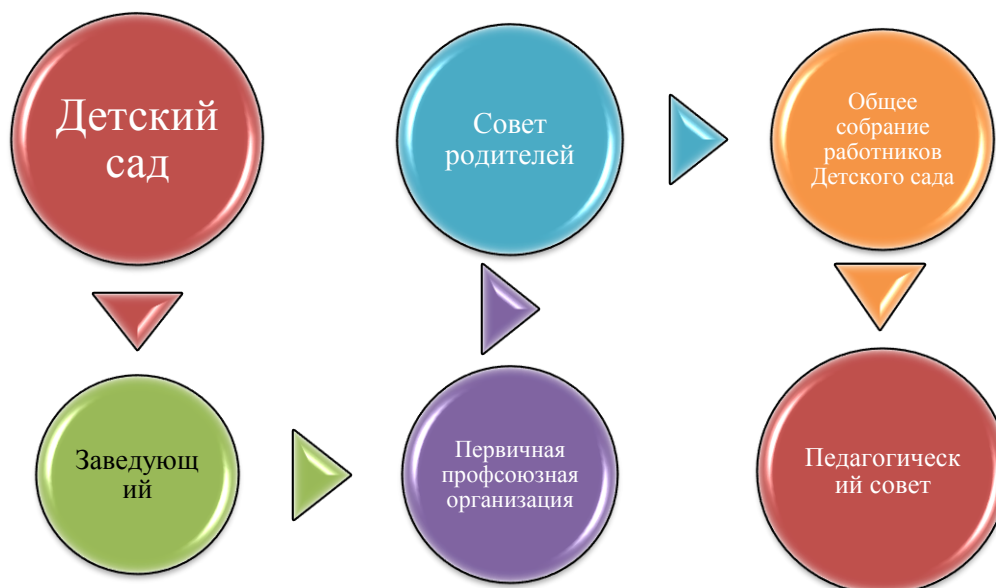 Детский
сад
Заведующ
ий
Первичная
профсоюзная
организация
Совет
родителей
Общее
собрание
работников
Детского сада
Педагогическ
ий совет